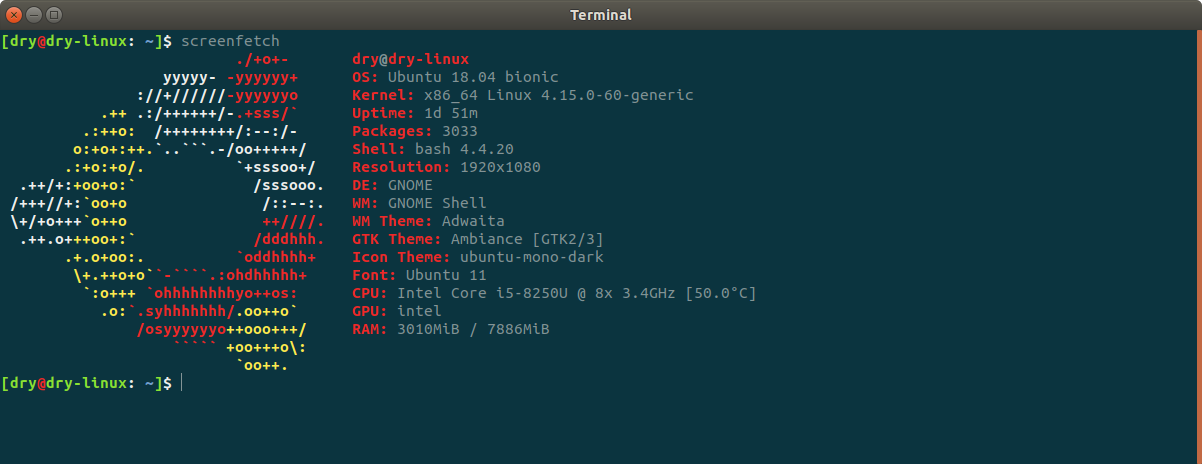 Terminal
[dry@dry-linux: ~]$ screenfetch
                          ./+o+-       dry@dry-linux
                  yyyyy- -yyyyyy+      OS: Ubuntu 18.04 bionic
               ://+//////-yyyyyyo      Kernel: x86_64 Linux 4.15.0-60-generic
           .++ .:/++++++/-.+sss/`      Uptime: 1d 51m
         .:++o:  /++++++++/:--:/-      Packages: 3033
        o:+o+:++.`..```.-/oo+++++/     Shell: bash 4.4.20
       .:+o:+o/.          `+sssoo+/    Resolution: 1920x1080
  .++/+:+oo+o:`             /sssooo.   DE: GNOME
 /+++//+:`oo+o               /::--:.   WM: GNOME Shell
 \+/+o+++`o++o               ++////.   WM Theme: Adwaita
  .++.o+++oo+:`             /dddhhh.   GTK Theme: Ambiance [GTK2/3]
       .+.o+oo:.          `oddhhhh+    Icon Theme: ubuntu-mono-dark
        \+.++o+o``-````.:ohdhhhhh+     Font: Ubuntu 11
         `:o+++ `ohhhhhhhhyo++os:      CPU: Intel Core i5-8250U @ 8x 3.4GHz [50.0°C]
           .o:`.syhhhhhhh/.oo++o`      GPU: intel
               /osyyyyyyo++ooo+++/     RAM: 3010MiB / 7886MiB
                   ````` +oo+++o\:
                          `oo++.
[dry@dry-linux: ~]$